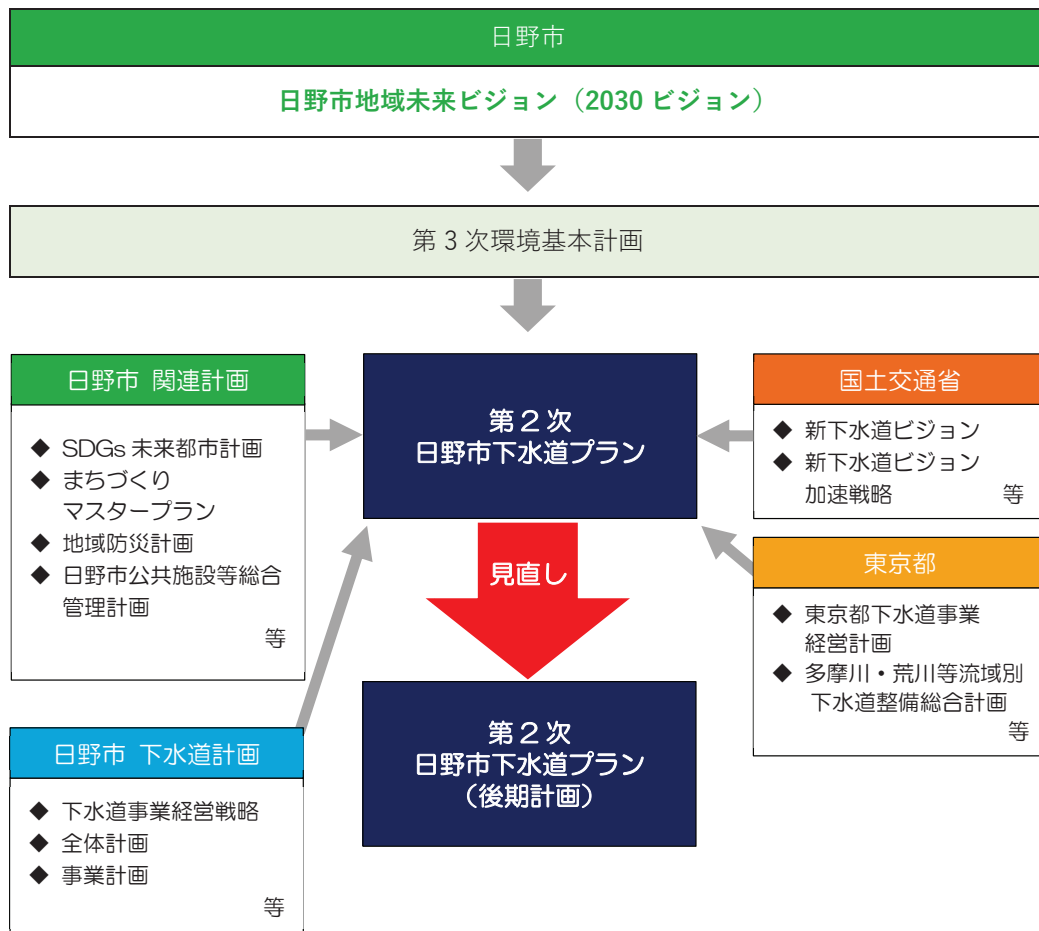 日野市
日野市地域未来ビジョン（2030 ビジョン）
第 3 次環境基本計画
日野市 関連計画
◆ SDGs 未来都市計画
◆ まちづくり
マスタープラン
◆ 地域防災計画
◆ 日野市公共施設等総合
管理計画
等
日野市 下水道計画
◆ 下水道事業経営戦略
◆ 全体計画
◆ 事業計画
等
第２次
日野市下水道プラン
見直し
第２次
日野市下水道プラン
（後期計画）
国土交通省
◆ 新下水道ビジョン
◆ 新下水道ビジョン
加速戦略 等
東京都
◆ 東京都下水道事業
経営計画
◆ 多摩川・荒川等流域別
下水道整備総合計画
等